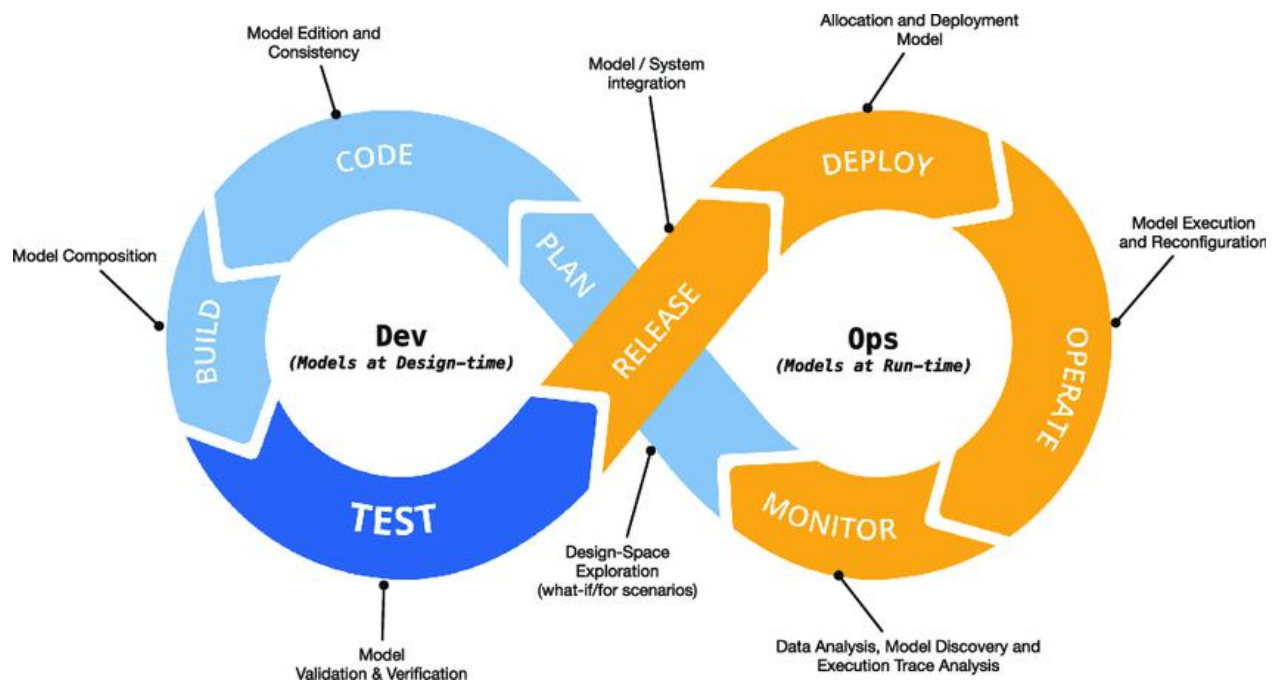 Model Edition and
Consistency
Model / System
integration
Allocation and Deployment
Model
CODE
DEPLOY
Model Composition
PLAN
Model Execution
and Reconfiguration
BUILD
Dev
(Models at Design-time)
RELEASE
Ops
(Models at Run-time)
OPERATE
TEST
MONITOR
Design-Space
Exploration
(what-if/for scenarios)
Model
Validation & Verification
Data Analysis, Model Discovery and
Execution Trace Analysis